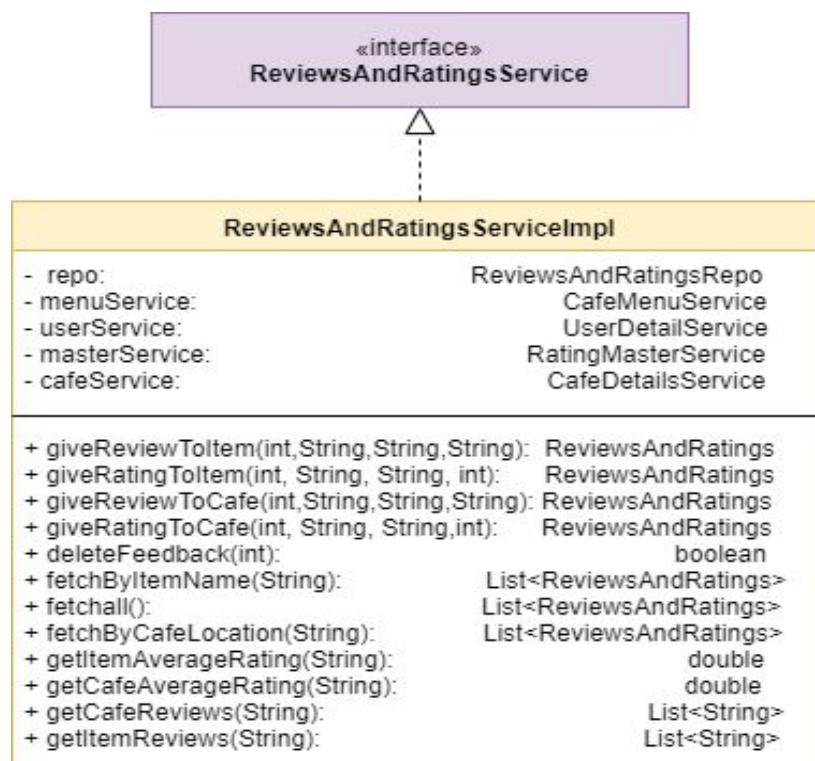 «interface»
ReviewsAndRatingsService
ReviewsAndRatingsServiceImpl
- repo: ReviewsAndRatingsRepo
- menuService: CafeMenuService
- userService: UserDetailService
- masterService: RatingMasterService
- cafeService: CafeDetailsService
+ giveReviewToItem(int,String,String,String): ReviewsAndRatings
+ giveRatingToItem(int, String, String, int): ReviewsAndRatings
+ giveReviewToCafe(int,String,String,String): ReviewsAndRatings
+ giveRatingToCafe(int, String, String,int): ReviewsAndRatings
+ deleteFeedback(int): boolean
+ fetchByItemName(String): List<ReviewsAndRatings>
+ fetchall(): List<ReviewsAndRatings>
+ fetchByCafeLocation(String): List<ReviewsAndRatings>
+ getItemAverageRating(String): double
+ getCafeAverageRating(String): double
+ getCafeReviews(String): List<String>
+ getItemReviews(String): List<String>